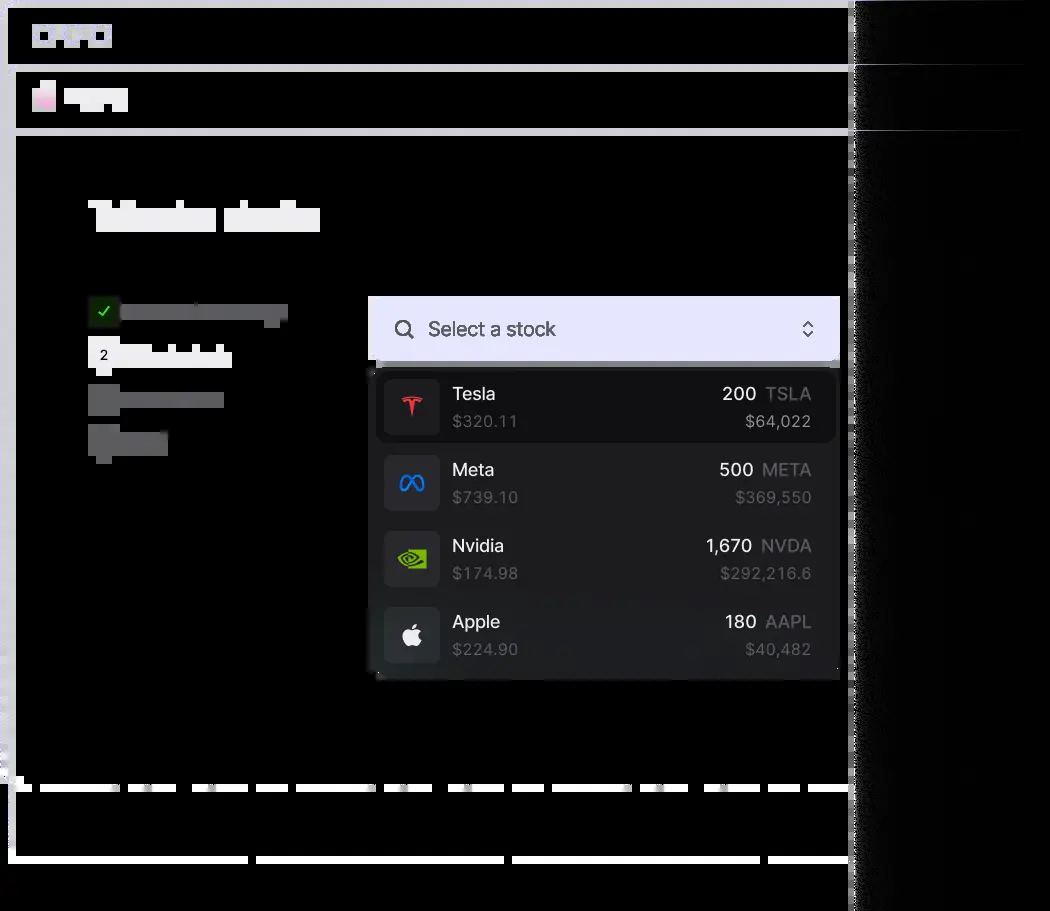 2
Select a stock
Tesla 200 TSLA
$320.11 $64,022
Meta 500 META
$739.10 $369,550
Nvidia 1,670 NVDA
$174.98 $292,216.6
Apple 180 AAPL
$224.90 $40,482